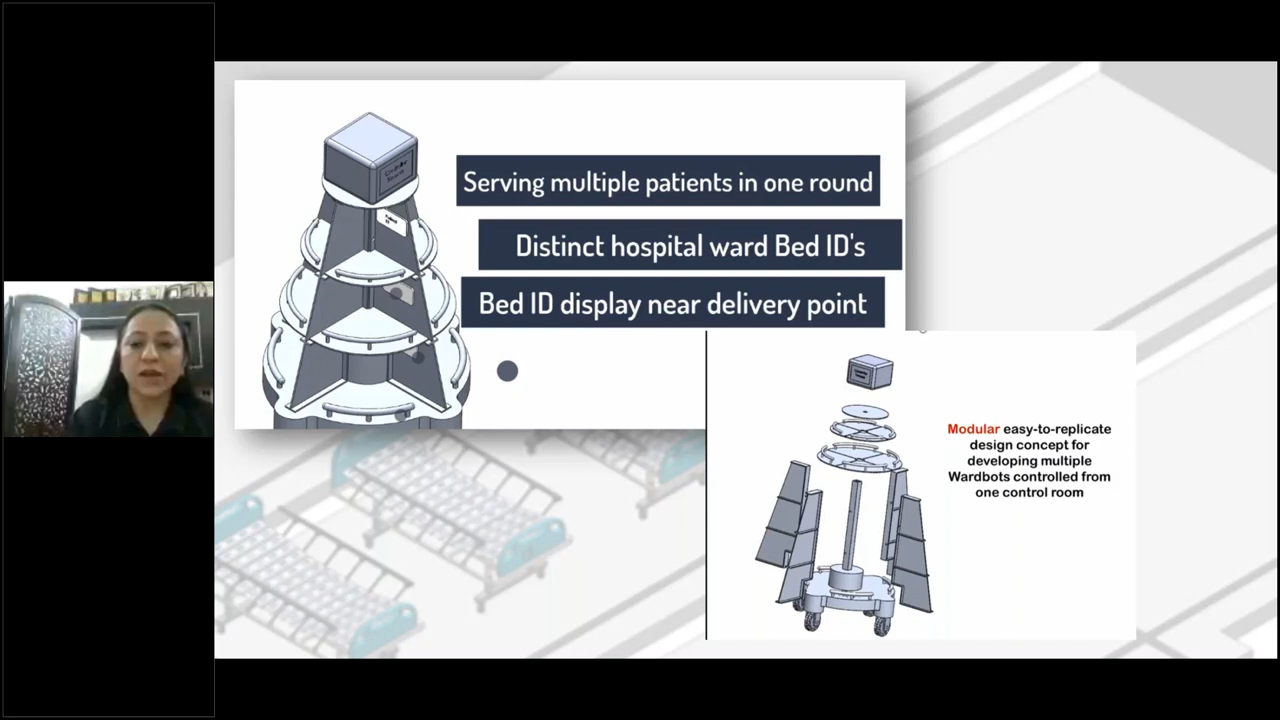 Serving multiple patients in one round
Distinct hospital ward Bed ID's
Bed ID display near delivery point
Modular easy-to-replicate
design concept for
developing multiple
Wardbots controlled from
one control room